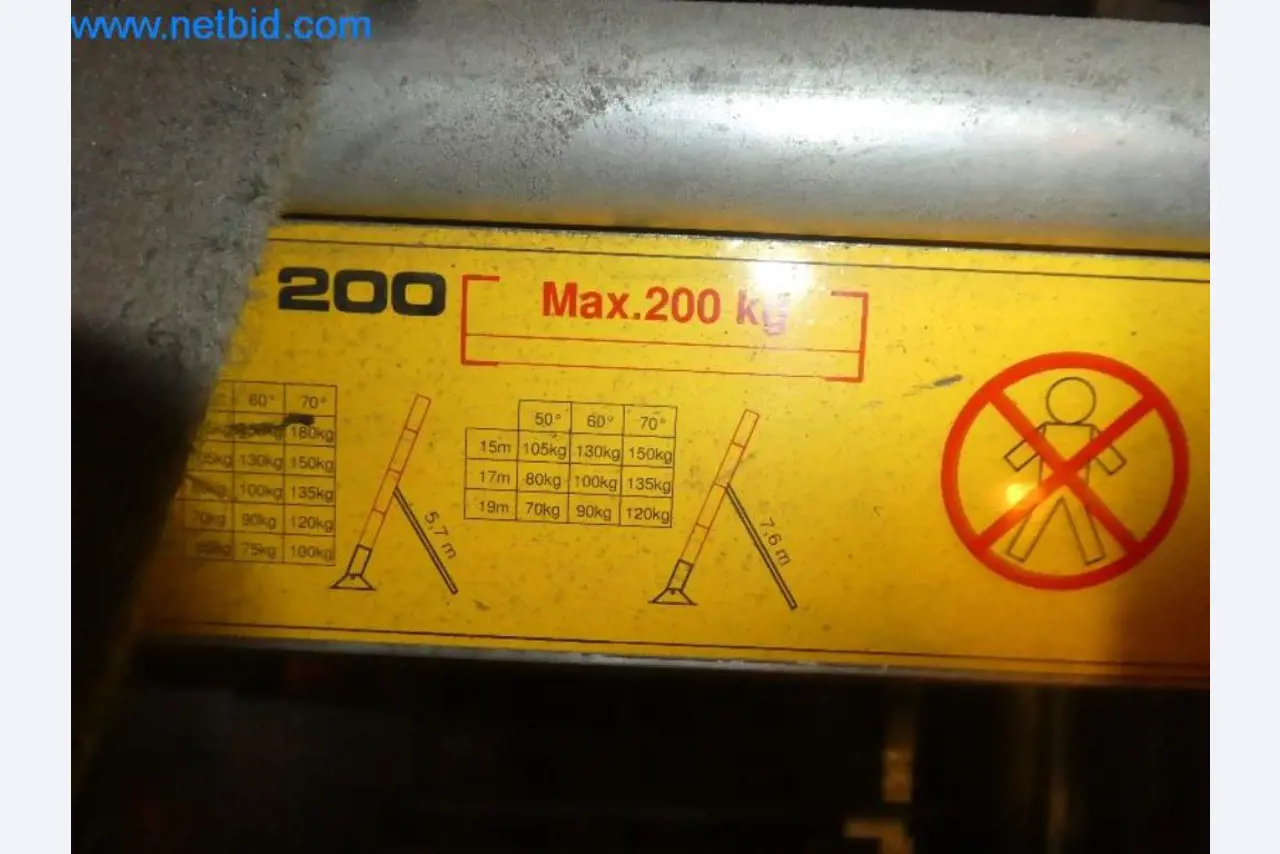 www.netbid.com
200
Max.200 kg
60° 70°
180kg
105kg 130kg 150kg
100kg 135kg
70kg 90kg 120kg
75kg 100kg
5,7 m
50° 60° 70°
15m 105kg 130kg 150kg
17m 80kg 100kg 135kg
19m 70kg 90kg 120kg
7,6 m